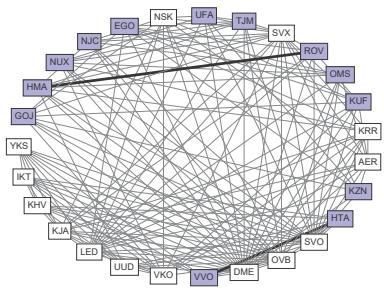 NSK
UFA
TJM
SVX
ROV
OMS
KUF
KRR
AER
KZN
HTA
SVO
OVB
DME
VVO
VKO
UUD
LED
KJA
KHV
IKT
YKS
GOJ
HMA
NUX
NJC
EGO